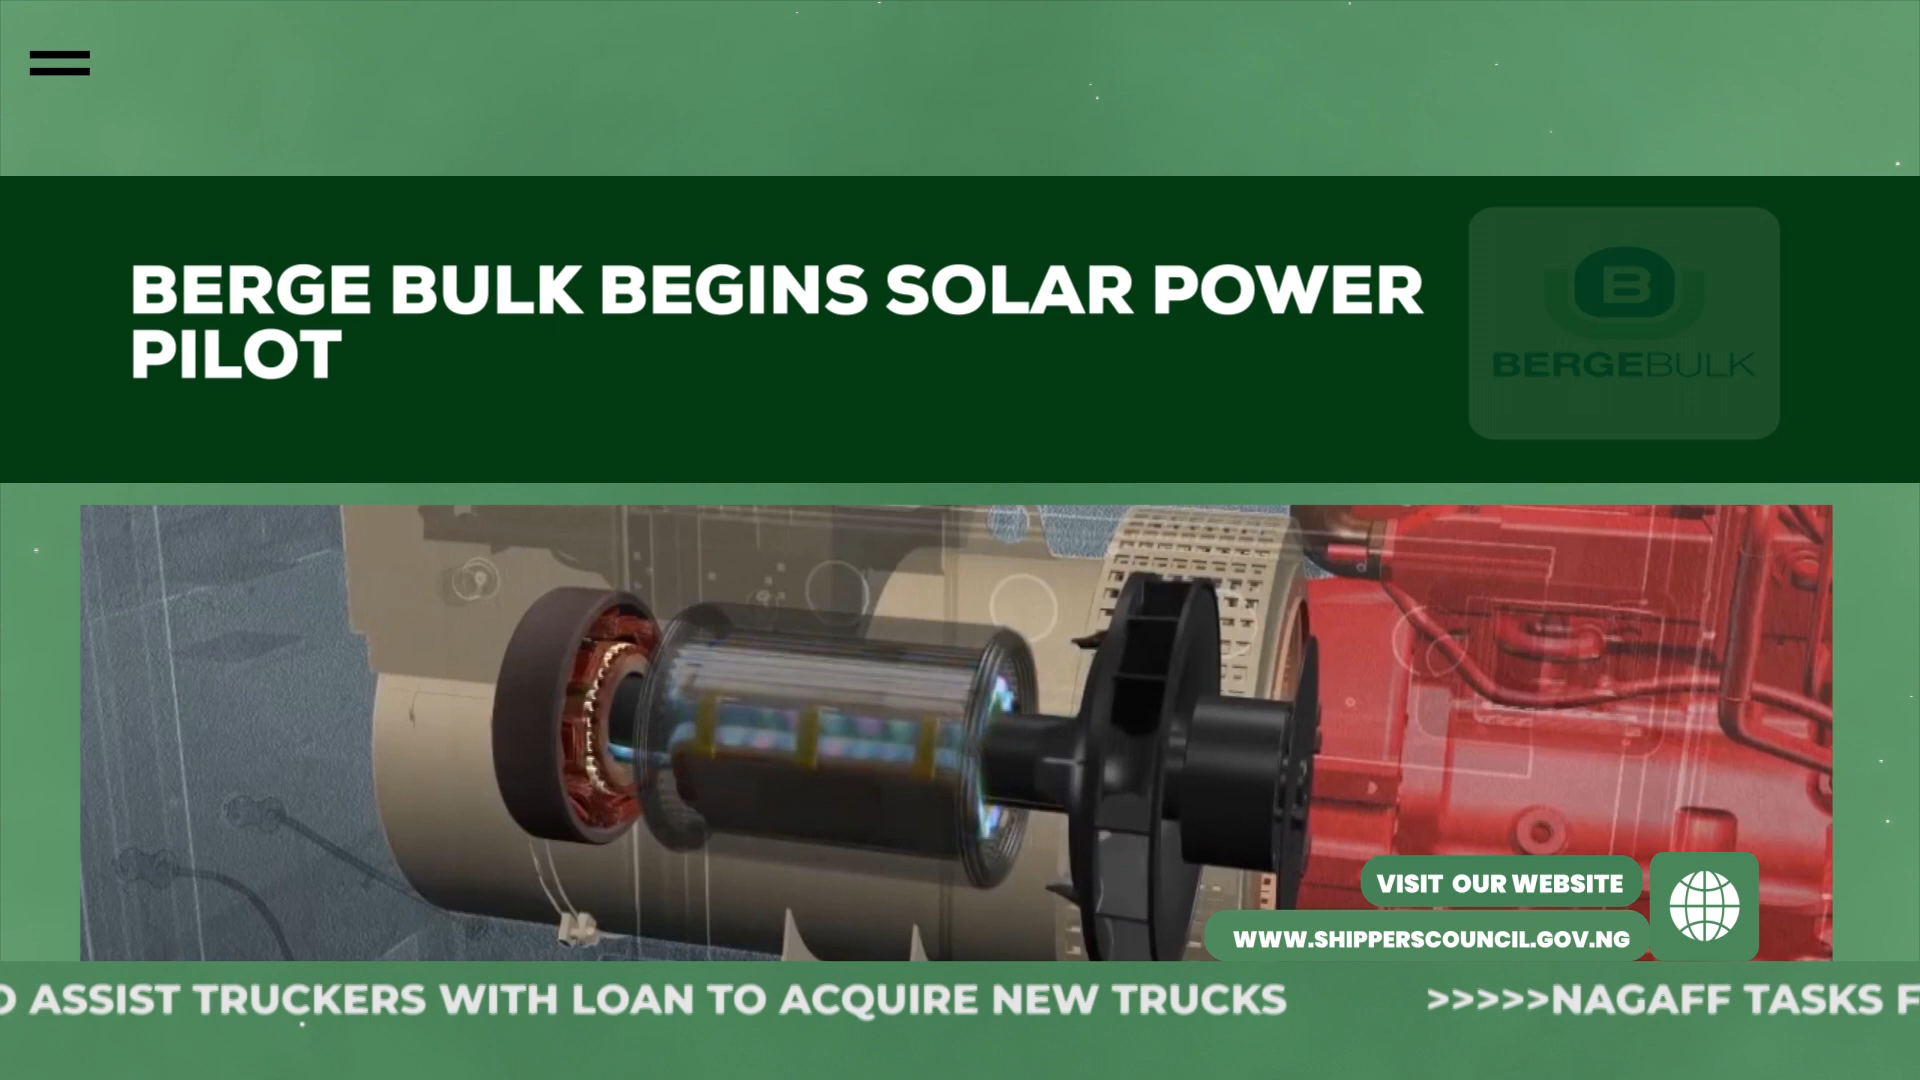 BERGE BULK BEGINS SOLAR POWER
PILOT
B
BERGEBULK
VISIT OUR WEBSITE
WWW.SHIPPERSCOUNCIL.GOV.NG
ASSIST TRUCKERS WITH LOAN TO ACQUIRE NEW TRUCKS >>>>>NAGAFF TASKS